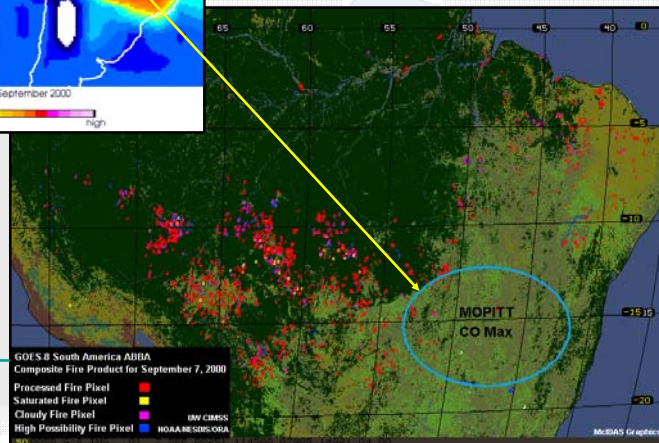 September 2000
high
65
60
55
50
45
40
0
-5
-10
-15
-20
MOPITT
CO Max
GOES-8 South America ABBA
Composite Fire Product for September 7, 2000
Processed Fire Pixel
Saturated Fire Pixel
Cloudy Fire Pixel
High Possibility Fire Pixel
UW CIMSS
NOAA/NESDIS/ORA
McIDAS Graphics